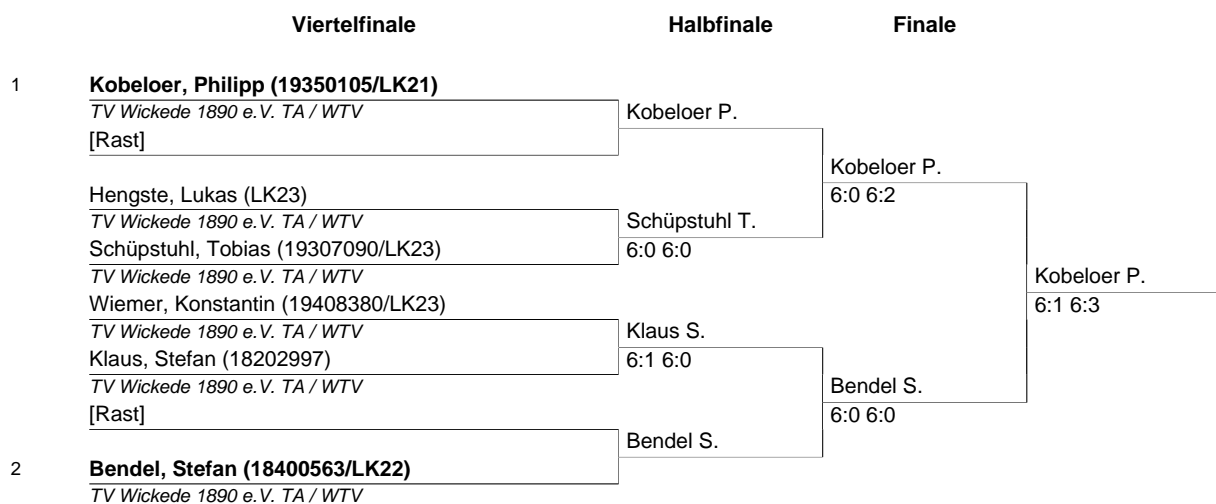 Viertelfinale Halbfinale Finale
1 Kobeloer, Philipp (19350105/LK21)
TV Wickede 1890 e.V. TA / WTV Kobeloer P.
[Rast]
Kobeloer P.
Hengste, Lukas (LK23) 6:0 6:2
TV Wickede 1890 e.V. TA / WTV Schüpstuhl T.
Schüpstuhl, Tobias (19307090/LK23) 6:0 6:0
TV Wickede 1890 e.V. TA / WTV Kobeloer P.
Wiemer, Konstantin (19408380/LK23) 6:1 6:3
TV Wickede 1890 e.V. TA / WTV Klaus S.
Klaus, Stefan (18202997) 6:1 6:0
TV Wickede 1890 e.V. TA / WTV Bendel S.
[Rast] 6:0 6:0
Bendel S.
2 Bendel, Stefan (18400563/LK22)
TV Wickede 1890 e.V. TA / WTV